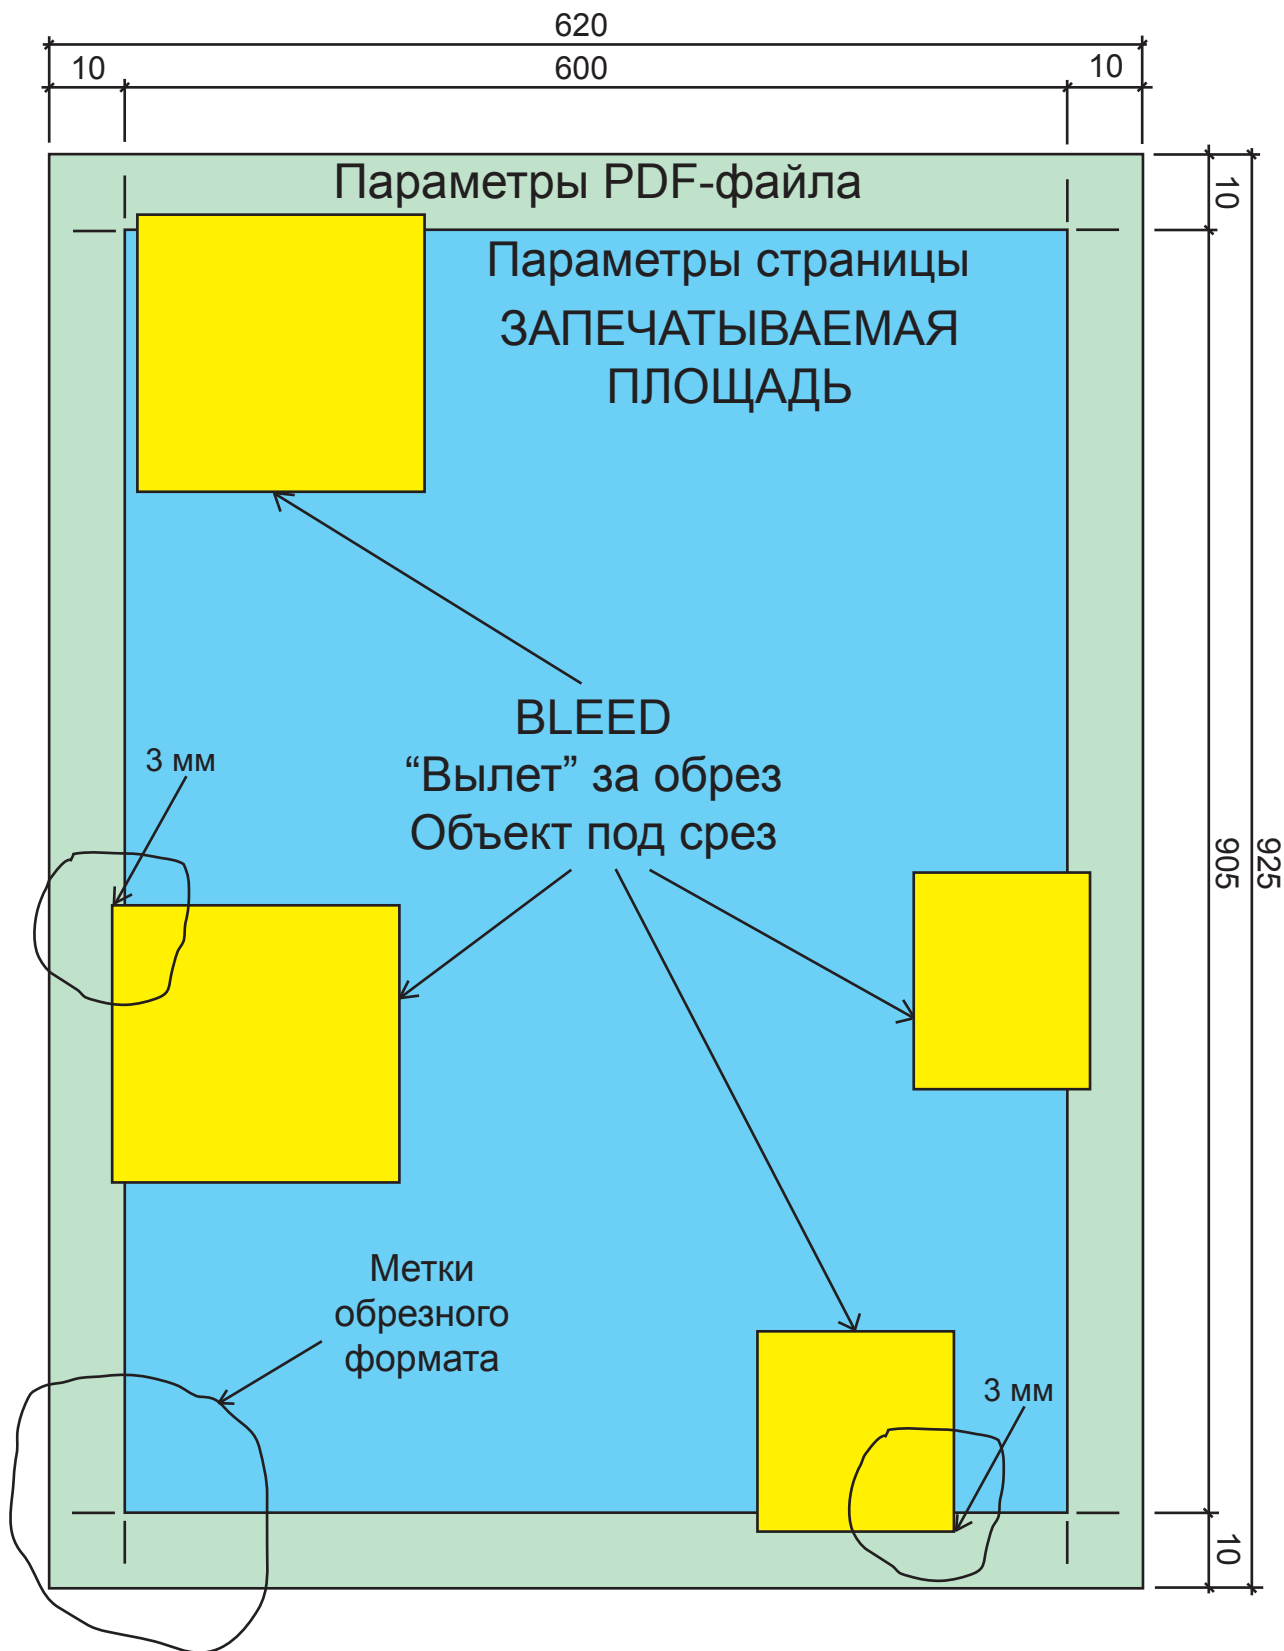 620
10
600
10
Параметры PDF-файла
10
Параметры страницы
ЗАПЕЧАТЫВАЕМАЯ
ПЛОЩАДЬ
BLEED
“Вылет” за обрез
Объект под срез
3 мм
905
925
Метки
обрезного
формата
3 мм
10